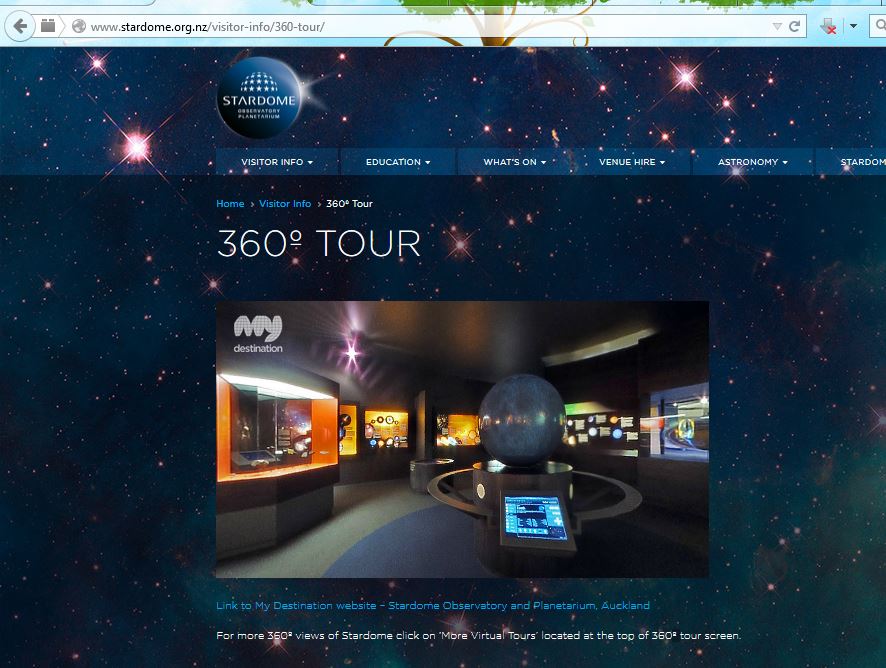 www.stardome.org.nz/visitor-info/360-tour/
STARDOME
OBSERVATORY
PLANETARIUM
VISITOR INFO EDUCATION WHAT'S ON VENUE HIRE ASTRONOMY STARDOM
Home › Visitor Info › 360º Tour
360º TOUR
my
destination
Link to My Destination website – Stardome Observatory and Planetarium, Auckland
For more 360º views of Stardome click on 'More Virtual Tours' located at the top of 360º tour screen.